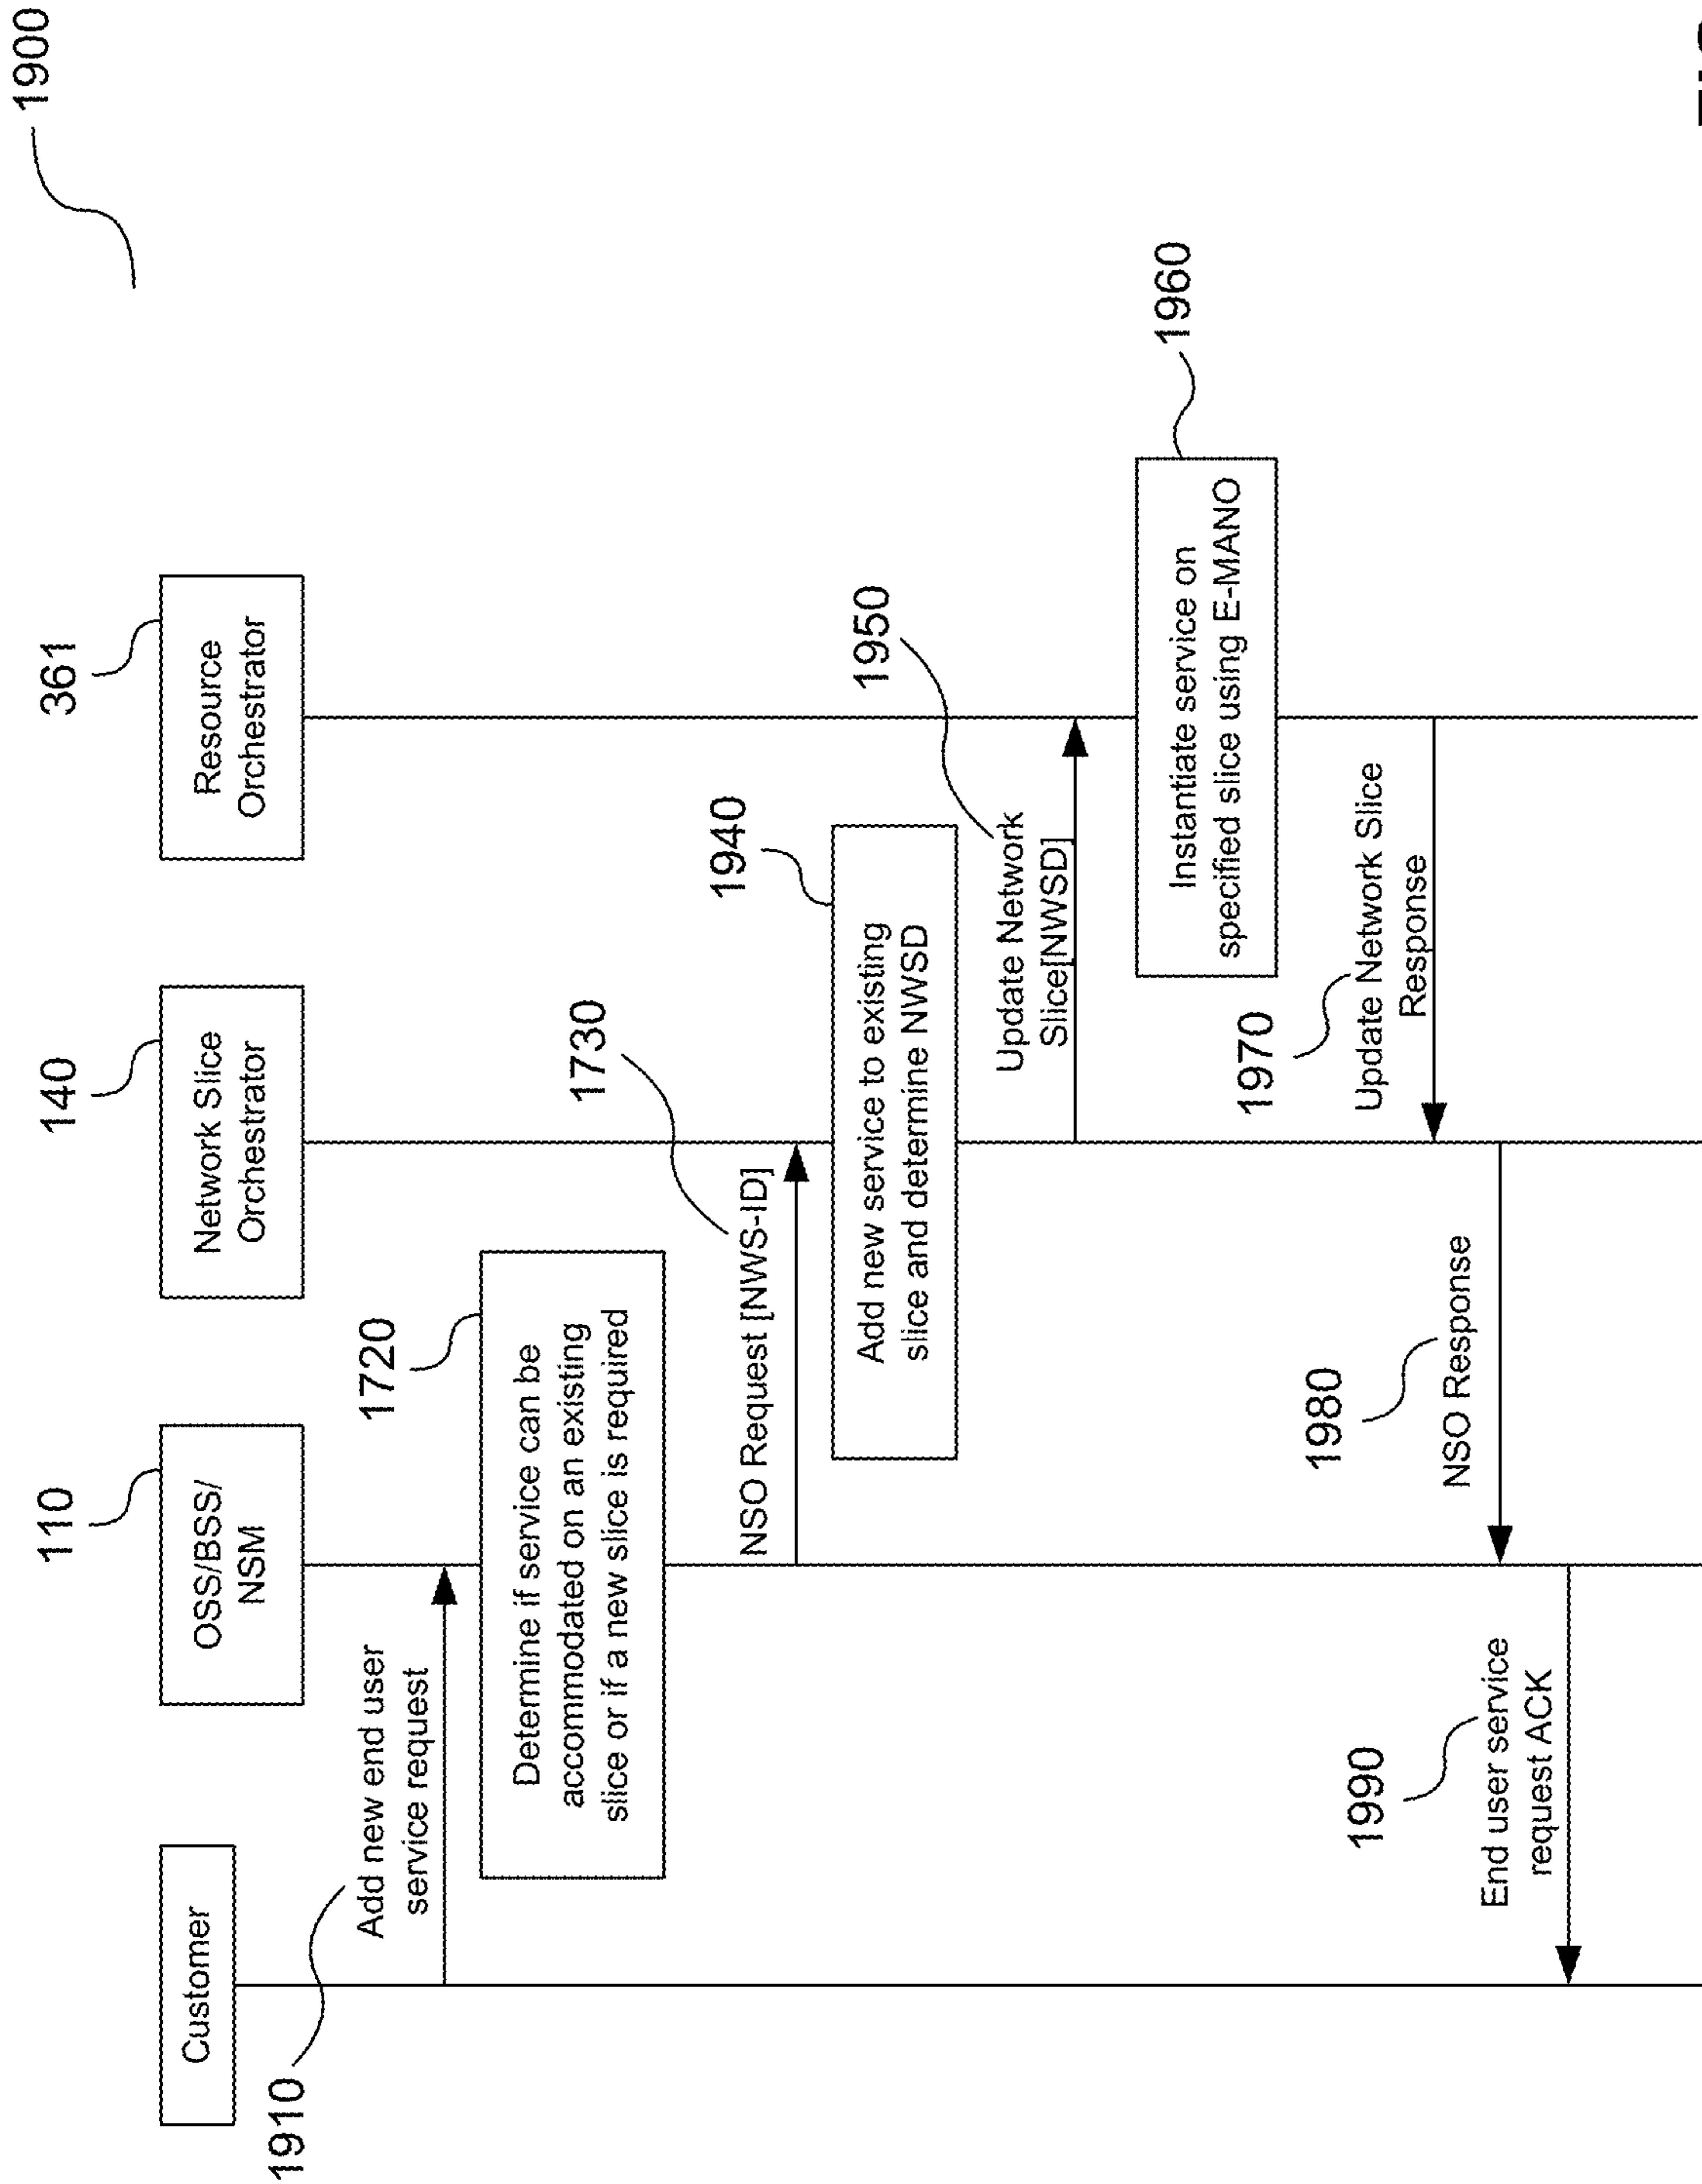 1900
110
140
361
Customer
OSS/BSS/
NSM
Network Slice
Orchestrator
Resource
Orchestrator
1910
Add new end user
service request
1720
Determine if service can be
accommodated on an existing
slice or if a new slice is required
1730
NSO Request [NWS-ID]
1940
Add new service to existing
slice and determine NWSD
1950
Update Network
Slice[NWSD]
1960
Instantiate service on
specified slice using E-MANO
1970
Update Network Slice
Response
1980
NSO Response
1990
End user service
request ACK